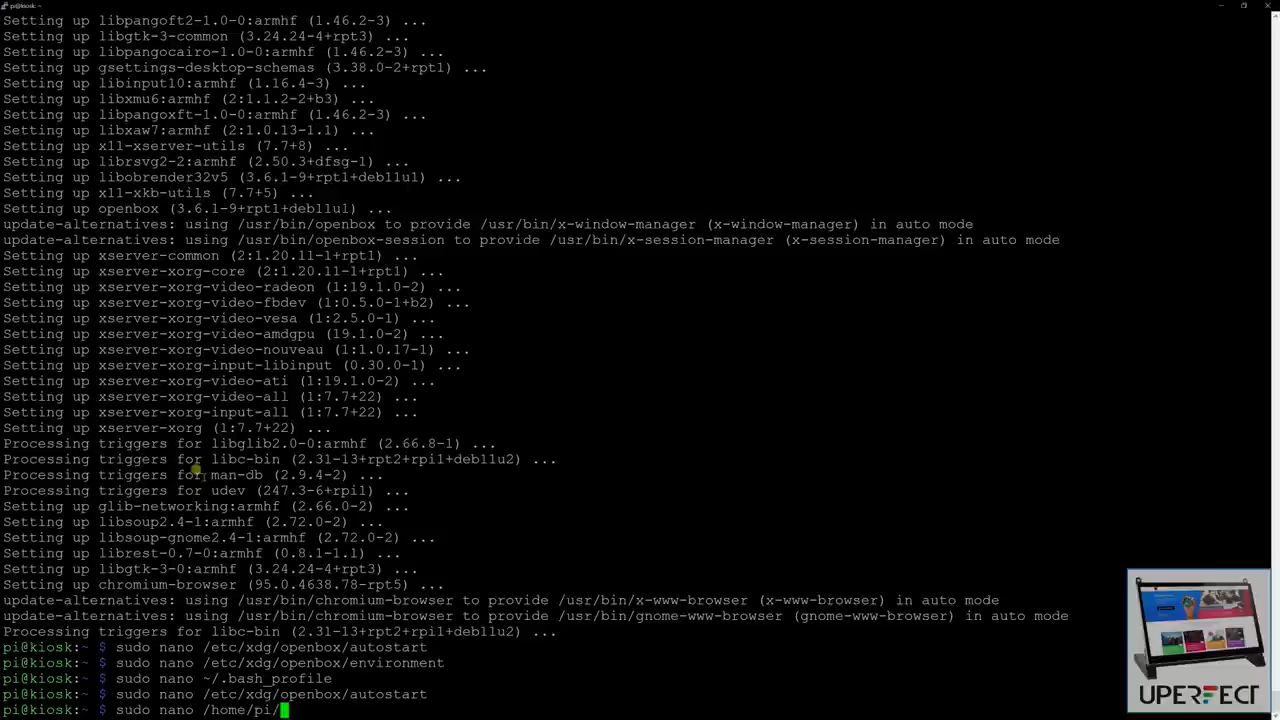 pi@kiosk: ~
Setting up libpangoft2-1.0-0:armhf (1.46.2-3) ...
Setting up libgtk-3-common (3.24.24-4+rpt3) ...
Setting up libpangocairo-1.0-0:armhf (1.46.2-3) ...
Setting up gsettings-desktop-schemas (3.38.0-2+rpt1) ...
Setting up libinput10:armhf (1.16.4-3) ...
Setting up libxmu6:armhf (2:1.1.2-2+b3) ...
Setting up libpangoxft-1.0-0:armhf (1.46.2-3) ...
Setting up libxaw7:armhf (2:1.0.13-1.1) ...
Setting up x11-xserver-utils (7.7+8) ...
Setting up librsvg2-2:armhf (2.50.3+dfsg-1) ...
Setting up libobrender32v5 (3.6.1-9+rpt1+deb11u1) ...
Setting up x11-xkb-utils (7.7+5) ...
Setting up openbox (3.6.1-9+rpt1+deb11u1) ...
update-alternatives: using /usr/bin/openbox to provide /usr/bin/x-window-manager (x-window-manager) in auto mode
update-alternatives: using /usr/bin/openbox-session to provide /usr/bin/x-session-manager (x-session-manager) in auto mode
Setting up xserver-common (2:1.20.11-1+rpt1) ...
Setting up xserver-xorg-core (2:1.20.11-1+rpt1) ...
Setting up xserver-xorg-video-radeon (1:19.1.0-2) ...
Setting up xserver-xorg-video-fbdev (1:0.5.0-1+b2) ...
Setting up xserver-xorg-video-vesa (1:2.5.0-1) ...
Setting up xserver-xorg-video-amdgpu (19.1.0-2) ...
Setting up xserver-xorg-video-nouveau (1:1.0.17-1) ...
Setting up xserver-xorg-input-libinput (0.30.0-1) ...
Setting up xserver-xorg-video-ati (1:19.1.0-2) ...
Setting up xserver-xorg-video-all (1:7.7+22) ...
Setting up xserver-xorg-input-all (1:7.7+22) ...
Setting up xserver-xorg (1:7.7+22) ...
Processing triggers for libglib2.0-0:armhf (2.66.8-1) ...
Processing triggers for libc-bin (2.31-13+rpt2+rpi1+deb11u2) ...
Processing triggers for man-db (2.9.4-2) ...
Processing triggers for udev (247.3-6+rpi1) ...
Setting up glib-networking:armhf (2.66.0-2) ...
Setting up libsoup2.4-1:armhf (2.72.0-2) ...
Setting up libsoup-gnome2.4-1:armhf (2.72.0-2) ...
Setting up librest-0.7-0:armhf (0.8.1-1.1) ...
Setting up libgtk-3-0:armhf (3.24.24-4+rpt3) ...
Setting up chromium-browser (95.0.4638.78-rpt5) ...
update-alternatives: using /usr/bin/chromium-browser to provide /usr/bin/x-www-browser (x-www-browser) in auto mode
update-alternatives: using /usr/bin/chromium-browser to provide /usr/bin/gnome-www-browser (gnome-www-browser) in auto mode
Processing triggers for libc-bin (2.31-13+rpt2+rpi1+deb11u2) ...
pi@kiosk:~ $ sudo nano /etc/xdg/openbox/autostart
pi@kiosk:~ $ sudo nano /etc/xdg/openbox/environment
pi@kiosk:~ $ sudo nano ~/.bash_profile
pi@kiosk:~ $ sudo nano /etc/xdg/openbox/autostart
pi@kiosk:~ $ sudo nano /home/pi/
UPERFECT